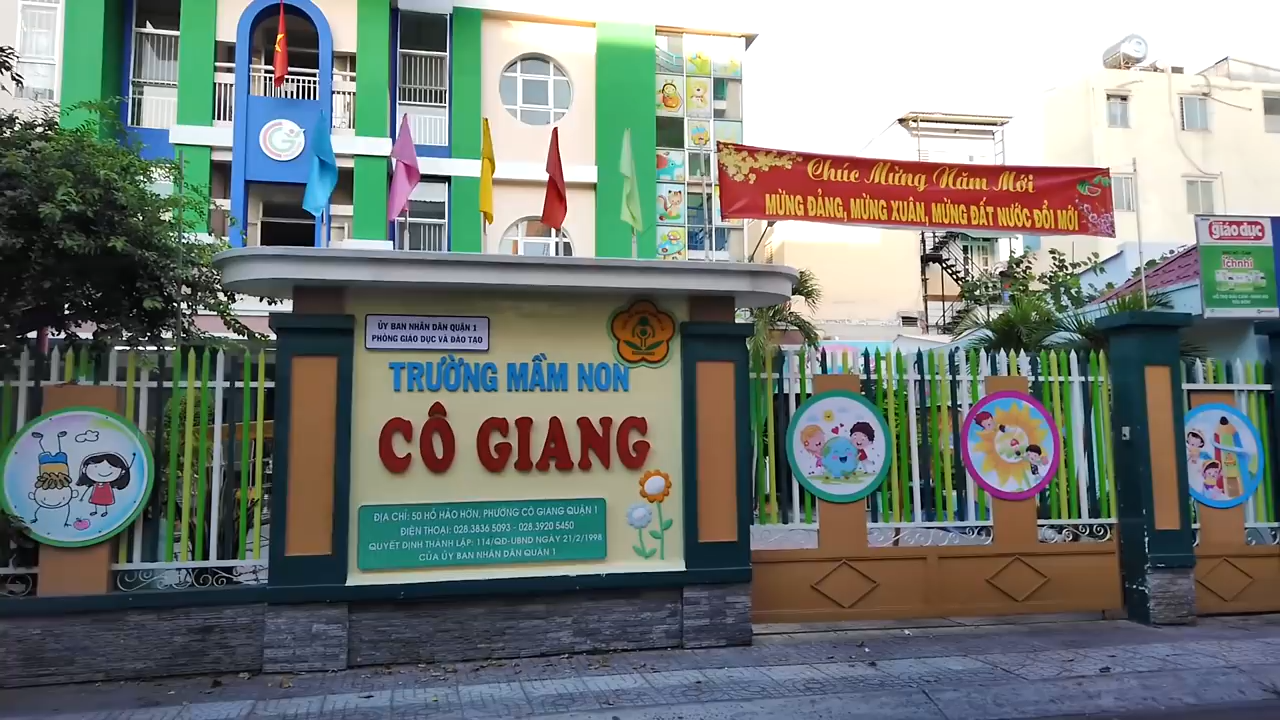 Chúc Mừng Năm Mới
MỪNG ĐẢNG, MỪNG XUÂN, MỪNG ĐẤT NƯỚC ĐỔI MỚI
giáo dục
ỦY BAN NHÂN DÂN QUẬN 1
PHÒNG GIÁO DỤC VÀ ĐÀO TẠO
TRƯỜNG MẦM NON
CÔ GIANG
ĐỊA CHỈ: 50 HỒ HẢO HỚN, PHƯỜNG CÔ GIANG QUẬN 1
ĐIỆN THOẠI: 028.3836 5093 - 028.3920 5450
QUYẾT ĐỊNH THÀNH LẬP: 114/QĐ-UBND NGÀY 21/2/1998
CỦA ỦY BAN NHÂN DÂN QUẬN 1